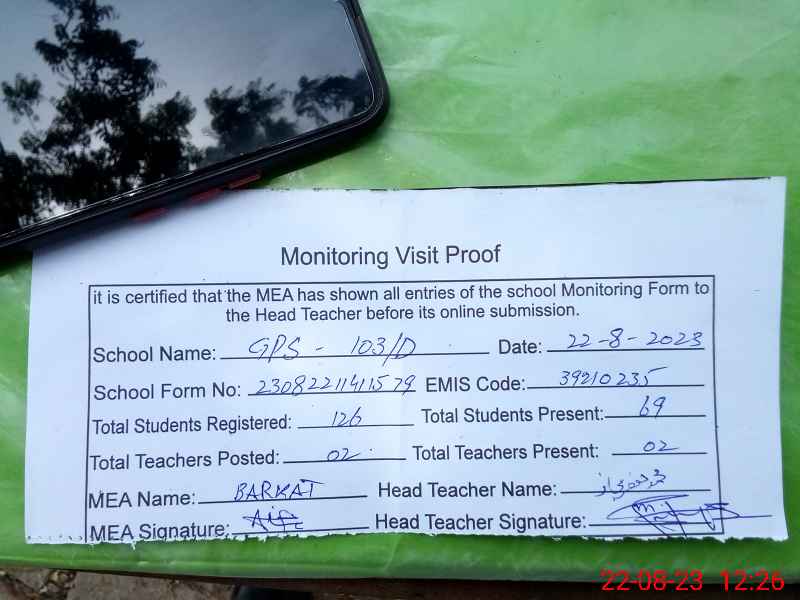 Monitoring Visit Proof
it is certified that the MEA has shown all entries of the school Monitoring Form to
the Head Teacher before its online submission.
School Name: GPS - 103/D Date: 22-8-2023
School Form No: 23082211411579 EMIS Code: 39210235
Total Students Registered: 126 Total Students Present: 69
Total Teachers Posted: 02 Total Teachers Present: 02
MEA Name: BARKAT Head Teacher Name:
MEA Signature: Head Teacher Signature:
22-08-23 12:26